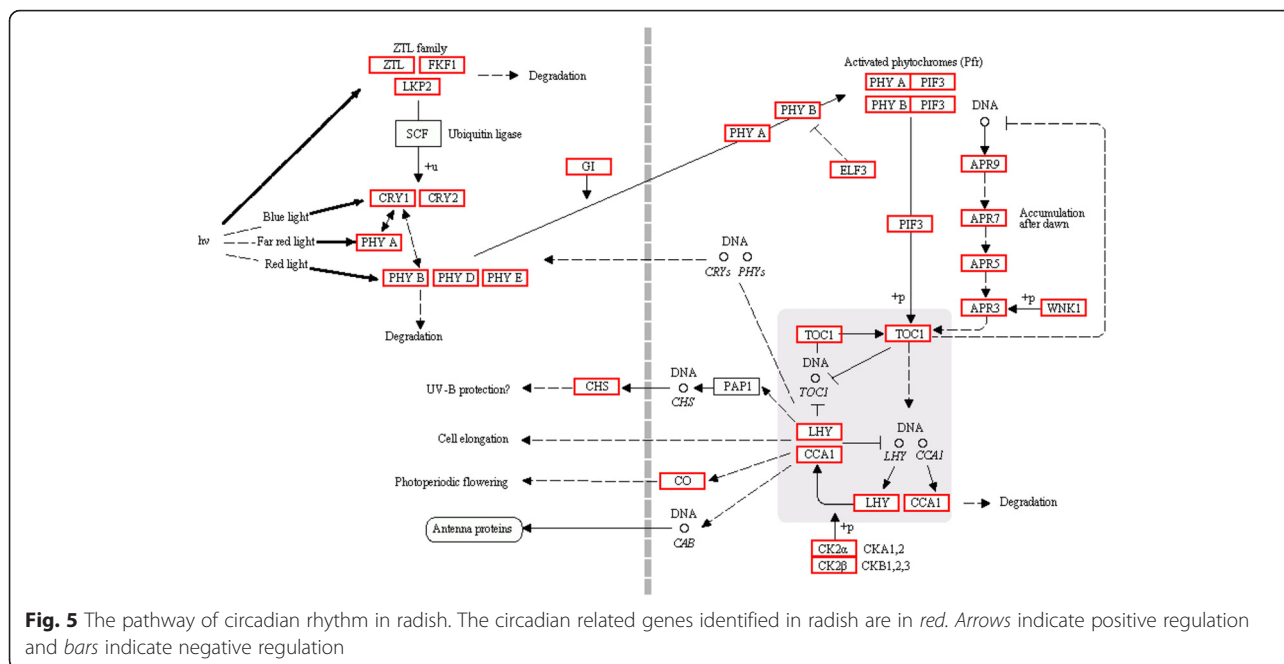 ZTL family
ZTL FKF1
LKP2
Degradation
SCF Ubiquitin ligase
+u
GI
CRY1 CRY2
Blue light
hν Far red light PHY A
Red light
PHY B PHY D PHY E
Degradation
Activated phytochromes (Pfr)
PHY A PIF3
PHY B PIF3
PHY B
PHY A
ELF3
DNA
APR9
APR7 Accumulation
after dawn
PIF3
APR5
+p
APR3 +p WNK1
DNA
CRYs PHYs
TOC1 TOC1
DNA
TOC1
UV-B protection? CHS DNA PAP1
CHS
Cell elongation
LHY
CCA1
DNA
LHY CCA1
Photoperiodic flowering CO
LHY CCA1 Degradation
Antenna proteins DNA
CAB
+p
CK2α CKA1,2
CK2β CKB1,2,3
Fig. 5 The pathway of circadian rhythm in radish. The circadian related genes identified in radish are in red. Arrows indicate positive regulation
and bars indicate negative regulation